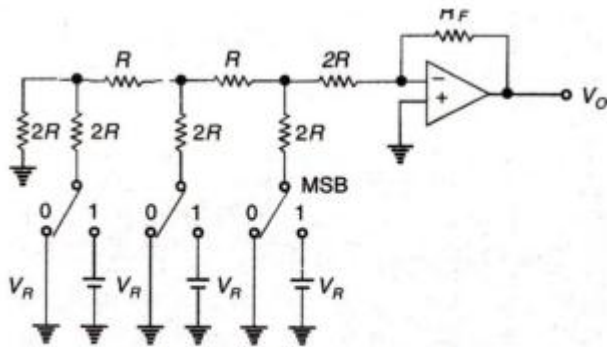 R_F
R R 2R
− + V_O
2R 2R 2R 2R
MSB
0 1 0 1 0 1
V_R V_R V_R V_R